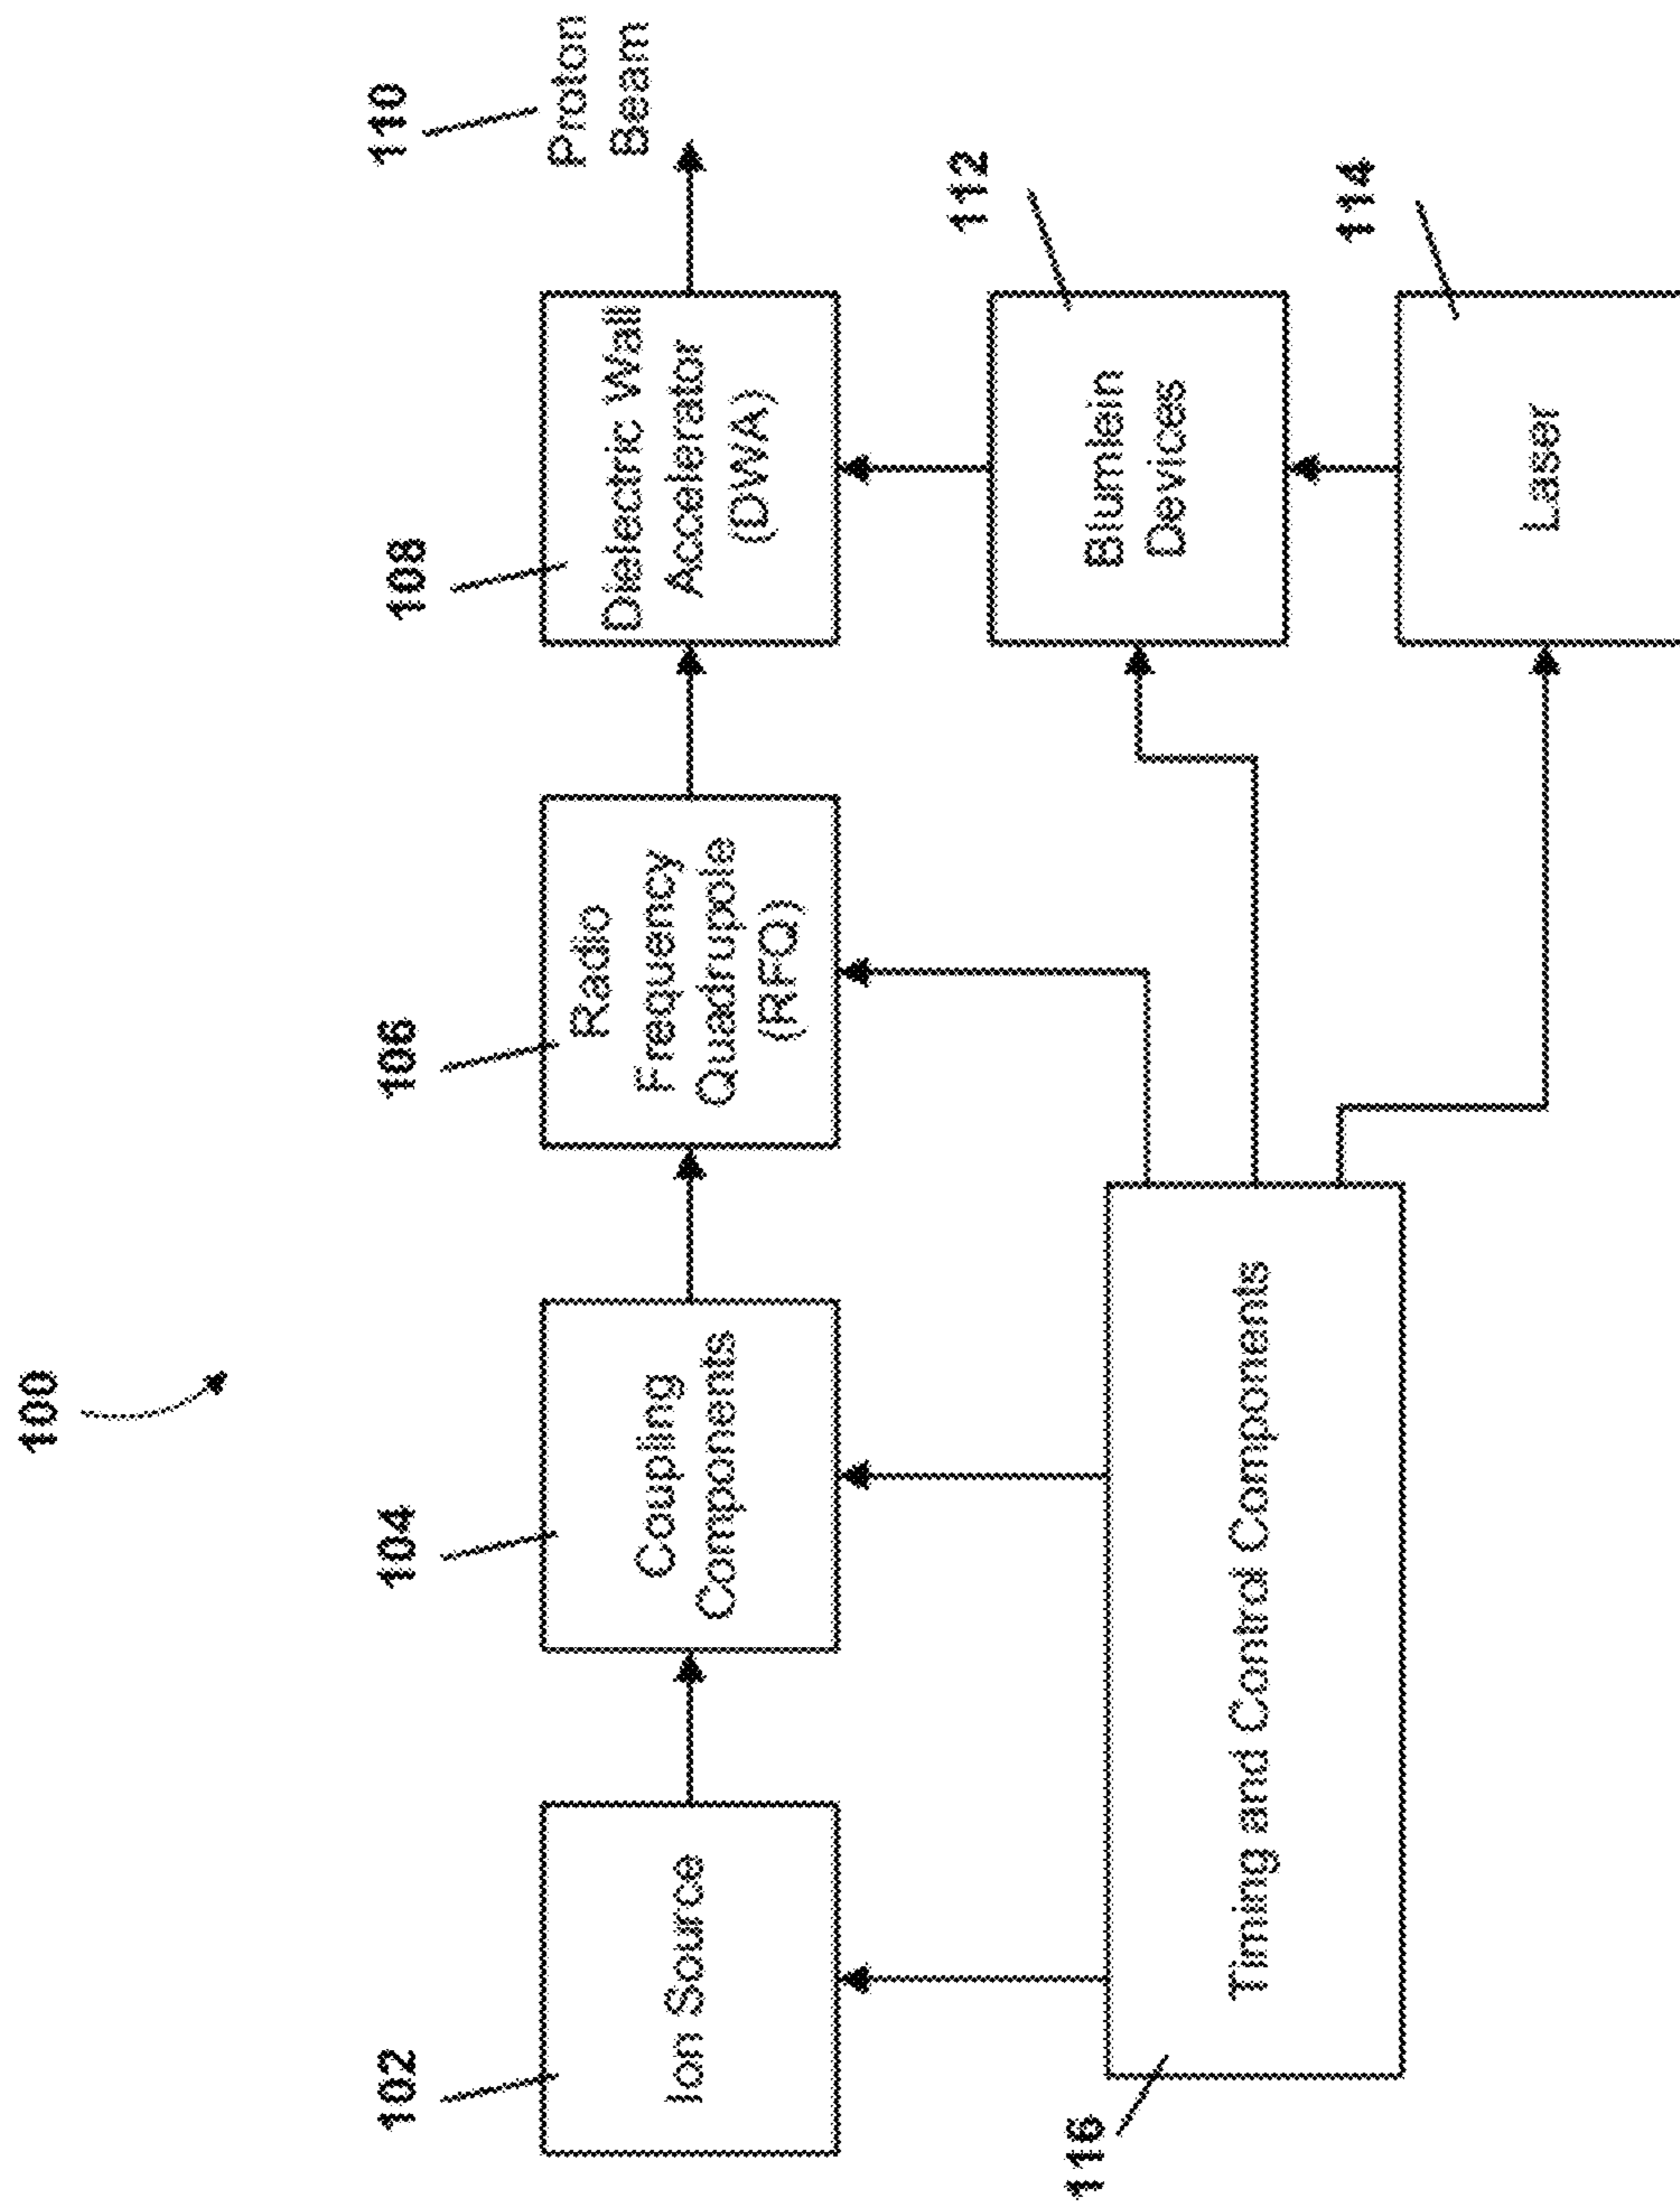 100
102
Ion Source
104
Coupling
Components
106
Radio
Frequency
Quadrupole
(RFQ)
108
Dielectric Wall
Accelerator
(DWA)
110
Proton
Beam
116
Timing and Control Components
112
Blumlein
Devices
114
Laser